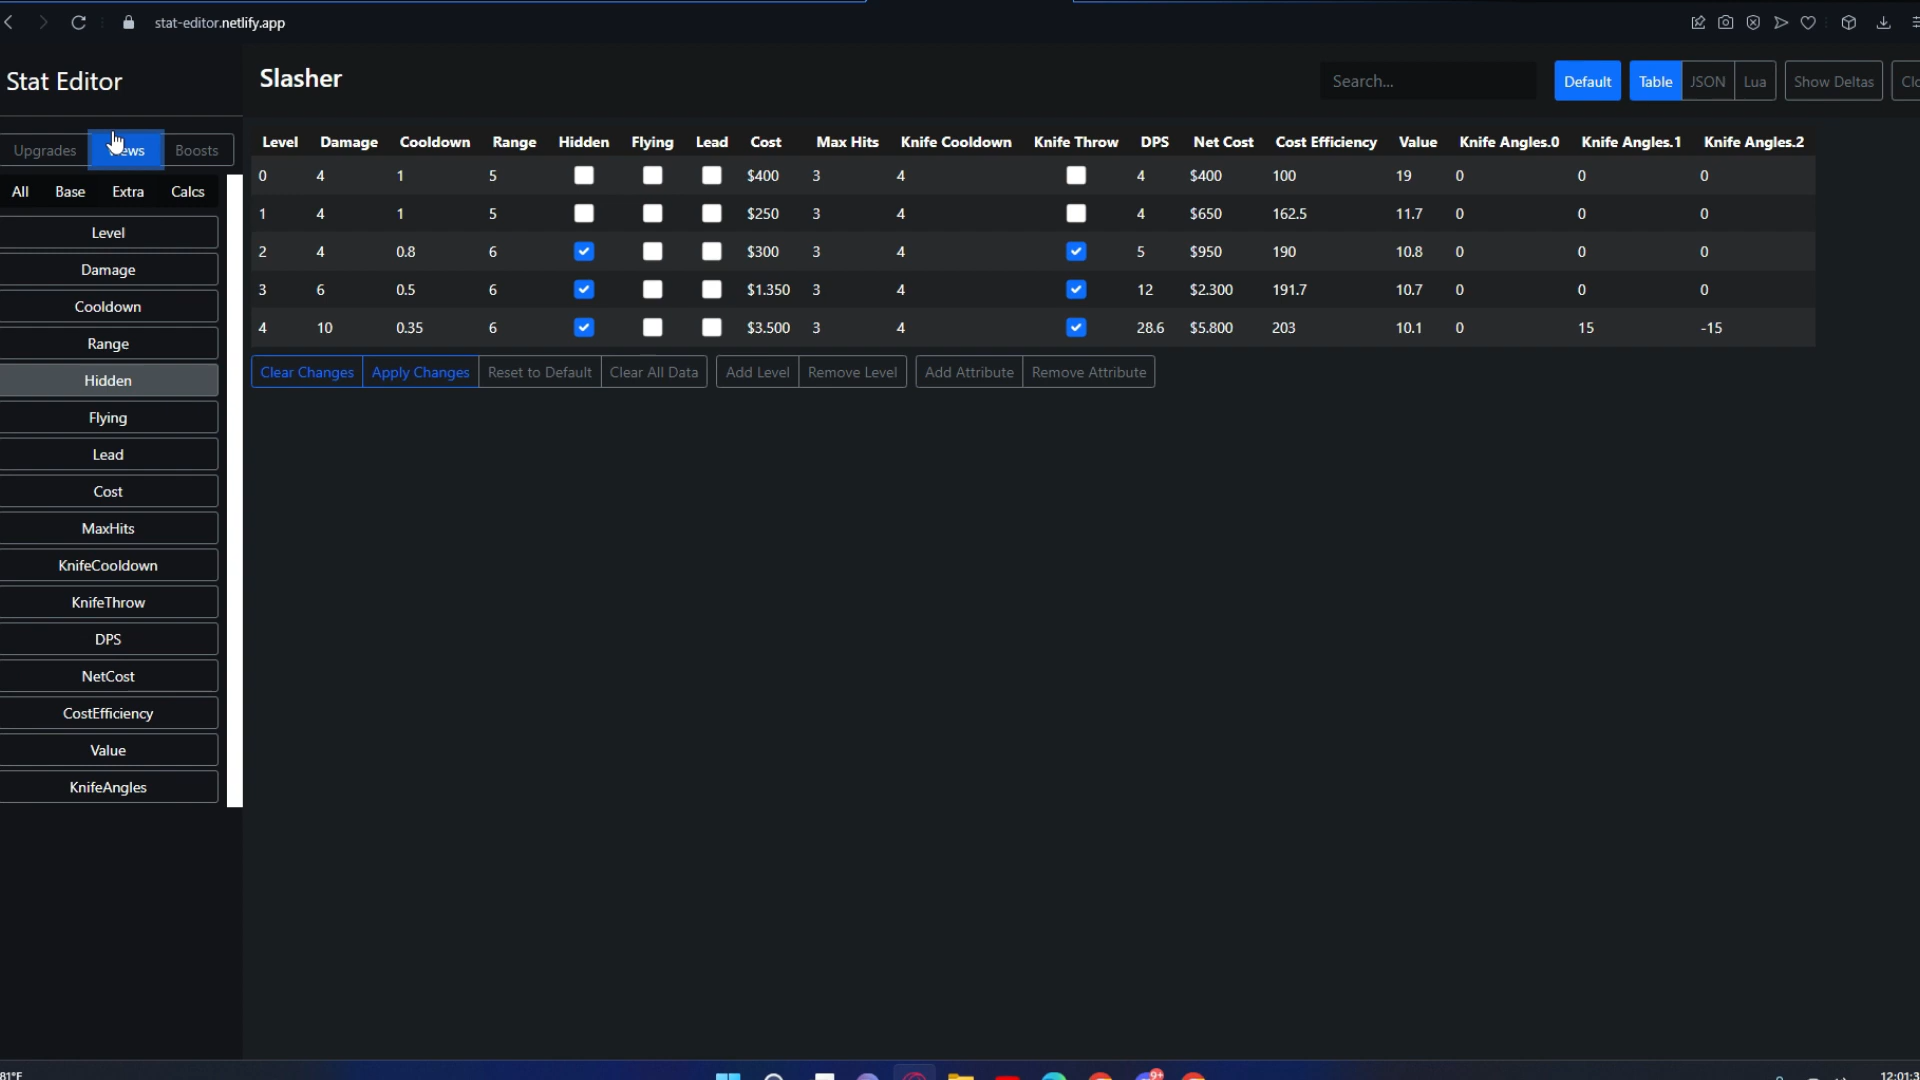 stat-editor.netlify.app
Stat Editor
Slasher
Search...
Default
Table JSON Lua
Show Deltas
Clo
Upgrades
Boosts
All Base Extra Calcs
Level
Damage
Cooldown
Range
Hidden
Flying
Lead
Cost
MaxHits
KnifeCooldown
KnifeThrow
DPS
NetCost
CostEfficiency
Value
KnifeAngles
Level Damage Cooldown Range Hidden Flying Lead Cost Max Hits Knife Cooldown Knife Throw DPS Net Cost Cost Efficiency Value Knife Angles.0 Knife Angles.1 Knife Angles.2
0 4 1 5 $400 3 4 4 $400 100 19 0 0 0
1 4 1 5 $250 3 4 4 $650 162.5 11.7 0 0 0
2 4 0.8 6 $300 3 4 5 $950 190 10.8 0 0 0
3 6 0.5 6 $1.350 3 4 12 $2.300 191.7 10.7 0 0 0
4 10 0.35 6 $3.500 3 4 28.6 $5.800 203 10.1 0 15 -15
Clear Changes Apply Changes Reset to Default Clear All Data Add Level Remove Level Add Attribute Remove Attribute
81°F
9+
12:01:3